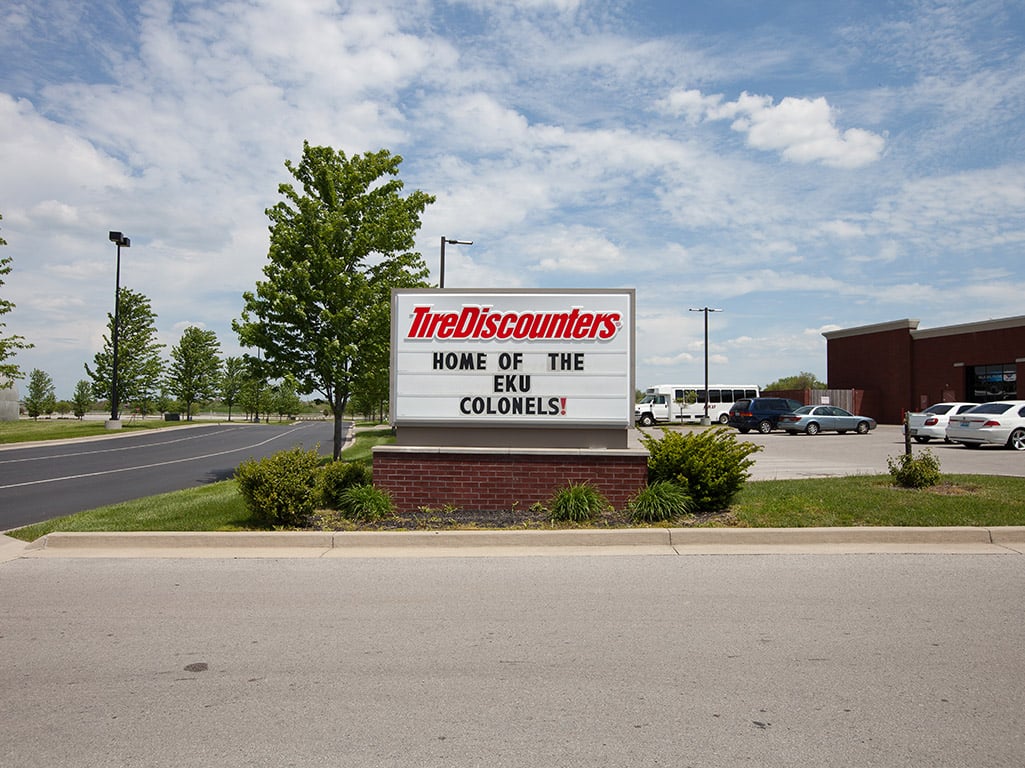 TireDiscounters
HOME OF THE
EKU
COLONELS!